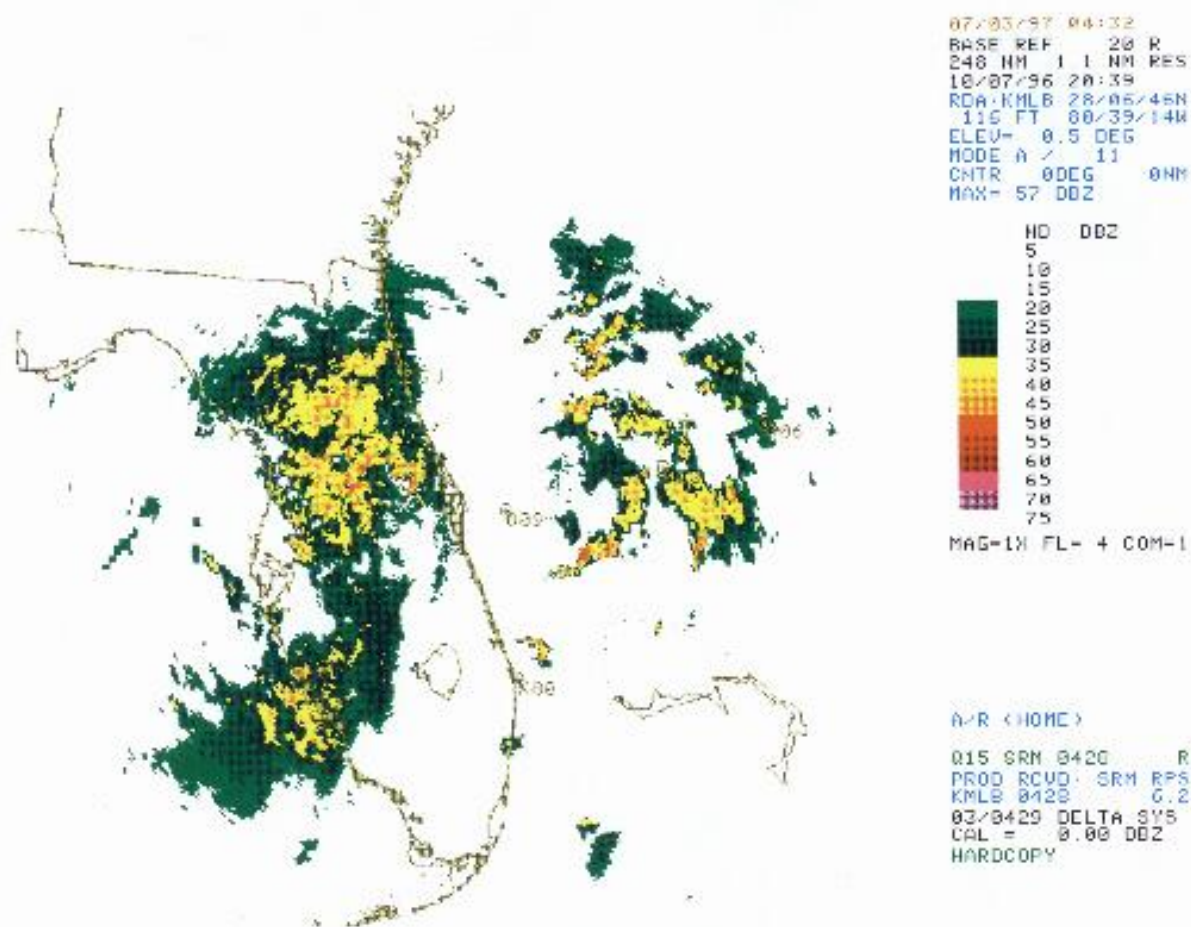 07/03/97 04:32
BASE REF 20 R
248 NM 1 1 NM RES
10/07/96 20:39
RDA:KMLB 28/06/46N
116 FT 80/39/14W
ELEV= 0.5 DEG
MODE A / 11
CNTR 0DEG 0NM
MAX= 57 DBZ
ND DBZ
5
10
15
20
25
30
35
40
45
50
55
60
65
70
75
MAG=1X FL= 4 COM=1
A/R (HOME)
Q15 SRM 0428 R
PROD RCVD: SRM RPS
KMLB 0428 6.2
03/0429 DELTA SYS
CAL = 0.00 DBZ
HARDCOPY